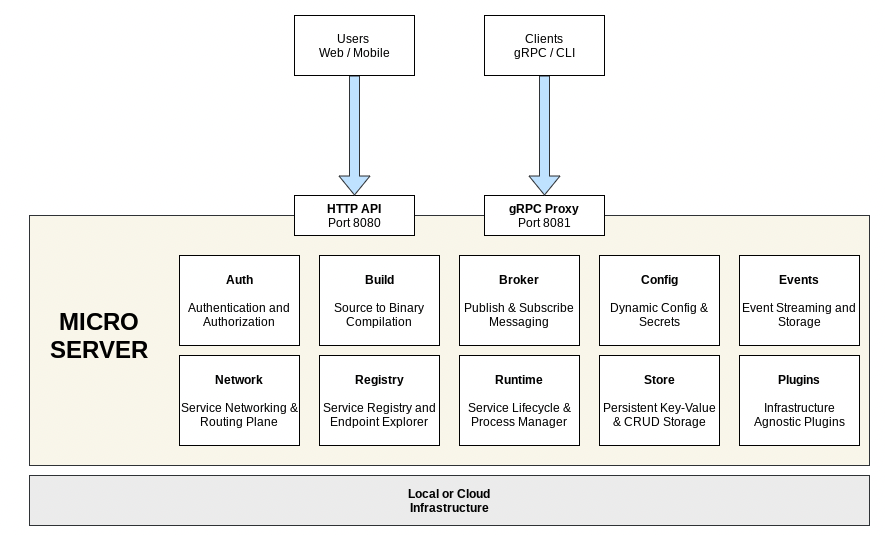 Users
Web / Mobile
Clients
gRPC / CLI
HTTP API
Port 8080
gRPC Proxy
Port 8081
MICRO
SERVER
Auth
Authentication and
Authorization
Build
Source to Binary
Compilation
Broker
Publish & Subscribe
Messaging
Config
Dynamic Config &
Secrets
Events
Event Streaming and
Storage
Network
Service Networking &
Routing Plane
Registry
Service Registry and
Endpoint Explorer
Runtime
Service Lifecycle &
Process Manager
Store
Persistent Key-Value
& CRUD Storage
Plugins
Infrastructure
Agnostic Plugins
Local or Cloud
Infrastructure